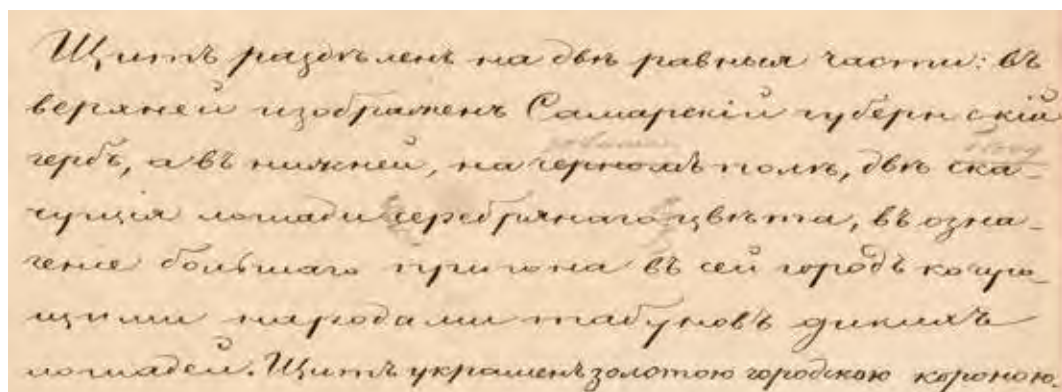 Щитъ раздѣленъ на двѣ равныя части: въ
верхней изображенъ Самарскій губернскій
гербъ, а въ нижней, на черномъ полѣ, двѣ ска-
чущія лошади серебрянаго цвѣта, въ озна-
ченіе большаго пригона въ сей городъ кочую-
щими народами табуновъ дикихъ
лошадей. Щитъ украшенъ золотою городскою короною